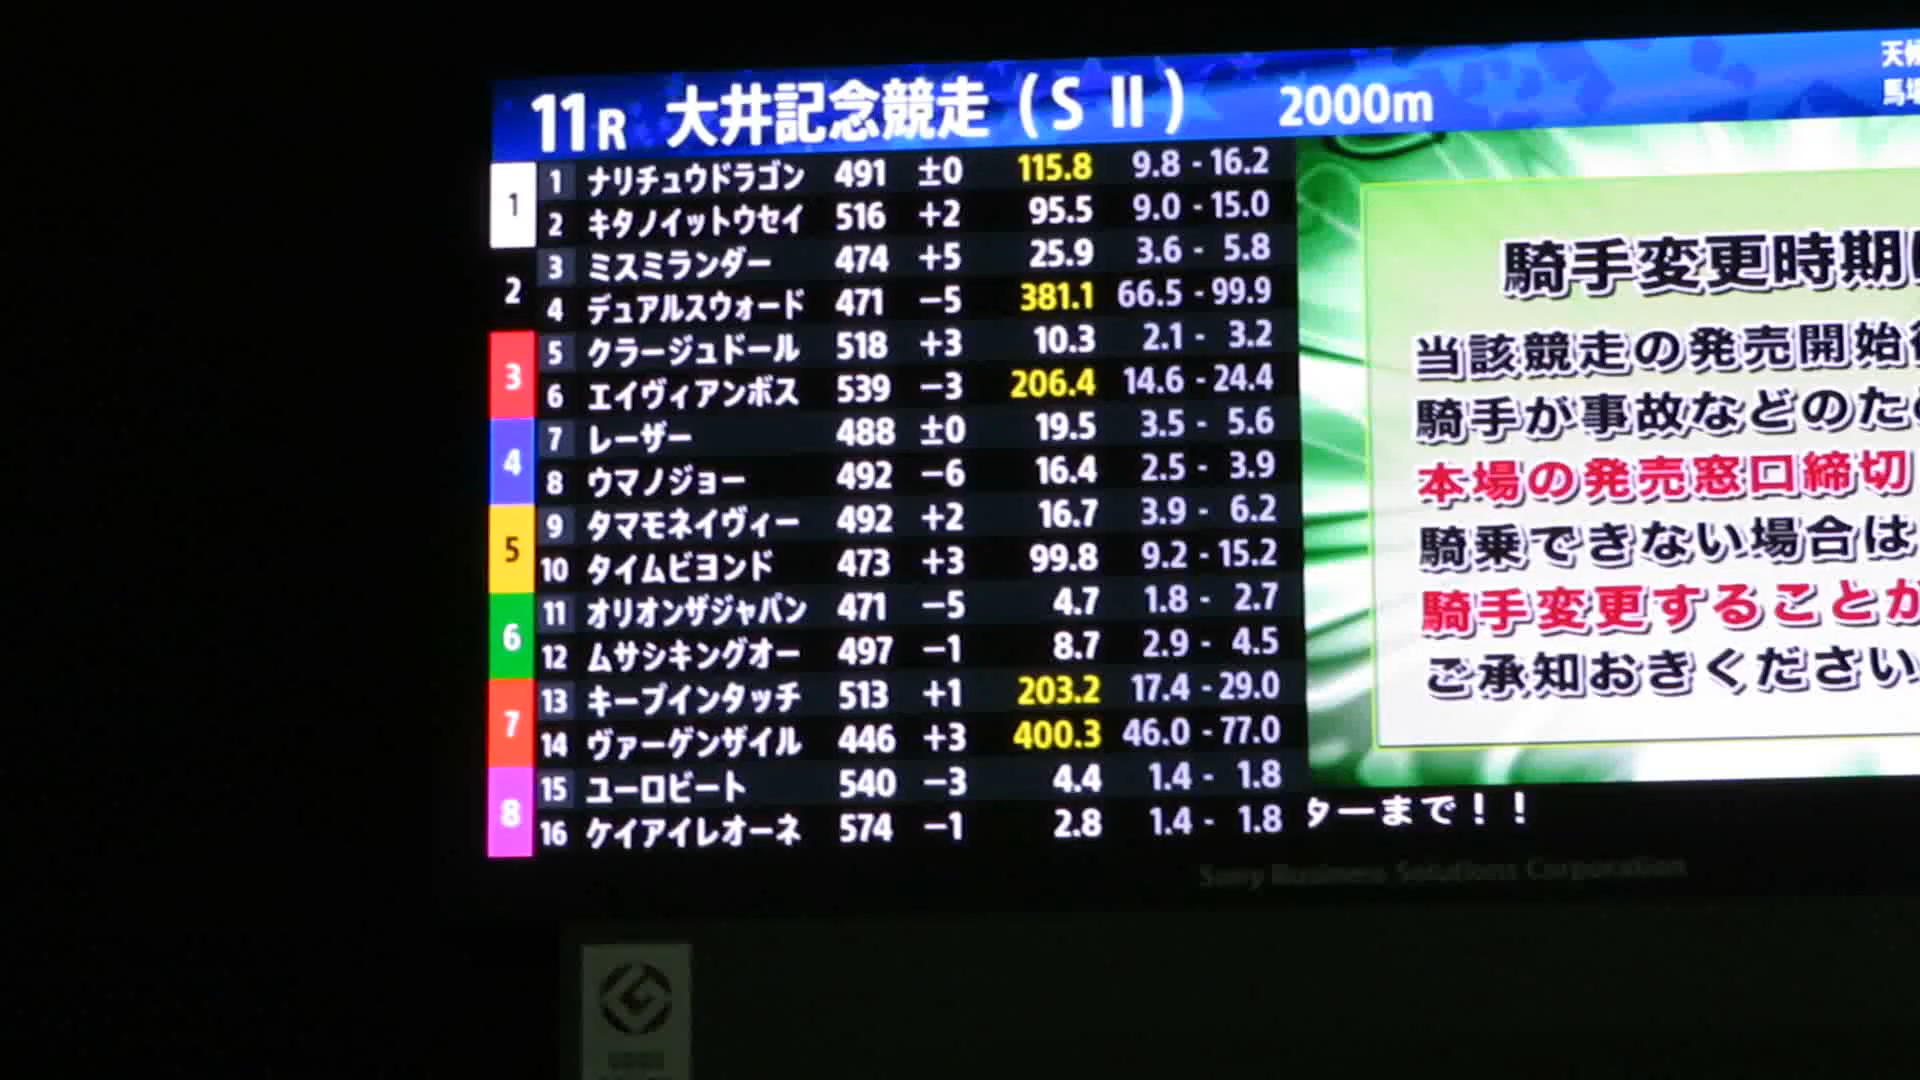 11R 大井記念競走(SⅡ) 2000m
天候
1
1 ナリチュウドラゴン 491 ±0 115.8 9.8 - 16.2
2 キタノイットウセイ 516 +2 95.5 9.0 - 15.0
2
3 ミスミランダー 474 +5 25.9 3.6 - 5.8
4 デュアルスウォード 471 −5 381.1 66.5 - 99.9
3
5 クラージュドール 518 +3 10.3 2.1 - 3.2
6 エイヴィアンボス 539 −3 206.4 14.6 - 24.4
4
7 レーザー 488 ±0 19.5 3.5 - 5.6
8 ウマノジョー 492 −6 16.4 2.5 - 3.9
5
9 タマモネイヴィー 492 +2 16.7 3.9 - 6.2
10 タイムビヨンド 473 +3 99.8 9.2 - 15.2
6
11 オリオンザジャパン 471 −5 4.7 1.8 - 2.7
12 ムサシキングオー 497 −1 8.7 2.9 - 4.5
7
13 キープインタッチ 513 +1 203.2 17.4 - 29.0
14 ヴァーゲンザイル 446 +3 400.3 46.0 - 77.0
8
15 ユーロビート 540 −3 4.4 1.4 - 1.8
16 ケイアイレオーネ 574 −1 2.8 1.4 - 1.8
騎手変更時期
当該競走の発売開始
騎手が事故などのため
本場の発売窓口締切
騎乗できない場合は
騎手変更することが
ご承知おきください
ターまで！！
Sony Business Solutions Corporation